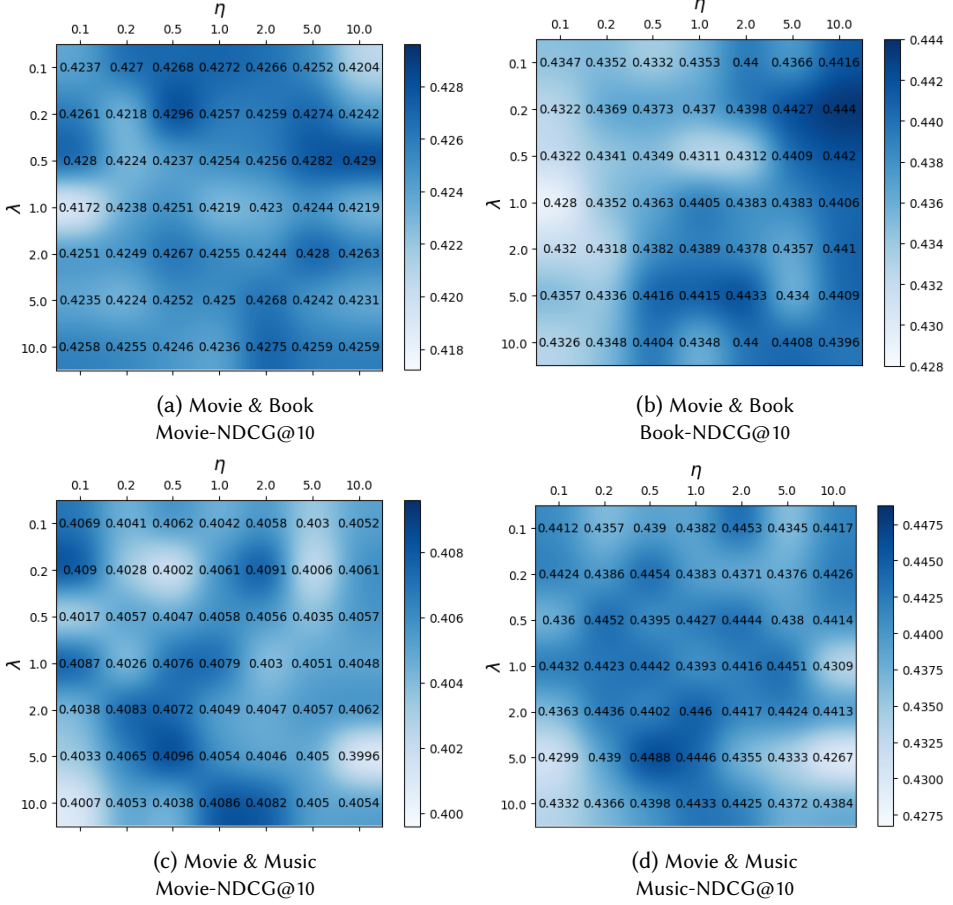 η
0.1 0.2 0.5 1.0 2.0 5.0 10.0
0.1 0.4237 0.427 0.4268 0.4272 0.4266 0.4252 0.4204
0.2 0.4261 0.4218 0.4296 0.4257 0.4259 0.4274 0.4242
0.5 0.428 0.4224 0.4237 0.4254 0.4256 0.4282 0.429
λ
1.0 0.4172 0.4238 0.4251 0.4219 0.423 0.4244 0.4219
2.0 0.4251 0.4249 0.4267 0.4255 0.4244 0.428 0.4263
5.0 0.4235 0.4224 0.4252 0.425 0.4268 0.4242 0.4231
10.0 0.4258 0.4255 0.4246 0.4236 0.4275 0.4259 0.4259
0.428
0.426
0.424
0.422
0.420
0.418
(a) Movie & Book
Movie-NDCG@10
η
0.1 0.2 0.5 1.0 2.0 5.0 10.0
0.1 0.4347 0.4352 0.4332 0.4353 0.44 0.4366 0.4416
0.2 0.4322 0.4369 0.4373 0.437 0.4398 0.4427 0.444
0.5 0.4322 0.4341 0.4349 0.4311 0.4312 0.4409 0.442
λ
1.0 0.428 0.4352 0.4363 0.4405 0.4383 0.4383 0.4406
2.0 0.432 0.4318 0.4382 0.4389 0.4378 0.4357 0.441
5.0 0.4357 0.4336 0.4416 0.4415 0.4433 0.434 0.4409
10.0 0.4326 0.4348 0.4404 0.4348 0.44 0.4408 0.4396
0.444
0.442
0.440
0.438
0.436
0.434
0.432
0.430
0.428
(b) Movie & Book
Book-NDCG@10
η
0.1 0.2 0.5 1.0 2.0 5.0 10.0
0.1 0.4069 0.4041 0.4062 0.4042 0.4058 0.403 0.4052
0.2 0.409 0.4028 0.4002 0.4061 0.4091 0.4006 0.4061
0.5 0.4017 0.4057 0.4047 0.4058 0.4056 0.4035 0.4057
λ
1.0 0.4087 0.4026 0.4076 0.4079 0.403 0.4051 0.4048
2.0 0.4038 0.4083 0.4072 0.4049 0.4047 0.4057 0.4062
5.0 0.4033 0.4065 0.4096 0.4054 0.4046 0.405 0.3996
10.0 0.4007 0.4053 0.4038 0.4086 0.4082 0.405 0.4054
0.408
0.406
0.404
0.402
0.400
(c) Movie & Music
Movie-NDCG@10
η
0.1 0.2 0.5 1.0 2.0 5.0 10.0
0.1 0.4412 0.4357 0.439 0.4382 0.4453 0.4345 0.4417
0.2 0.4424 0.4386 0.4454 0.4383 0.4371 0.4376 0.4426
0.5 0.436 0.4452 0.4395 0.4427 0.4444 0.438 0.4414
λ
1.0 0.4432 0.4423 0.4442 0.4393 0.4416 0.4451 0.4309
2.0 0.4363 0.4436 0.4402 0.446 0.4417 0.4424 0.4413
5.0 0.4299 0.439 0.4488 0.4446 0.4355 0.4333 0.4267
10.0 0.4332 0.4366 0.4398 0.4433 0.4425 0.4372 0.4384
0.4475
0.4450
0.4425
0.4400
0.4375
0.4350
0.4325
0.4300
0.4275
(d) Movie & Music
Music-NDCG@10